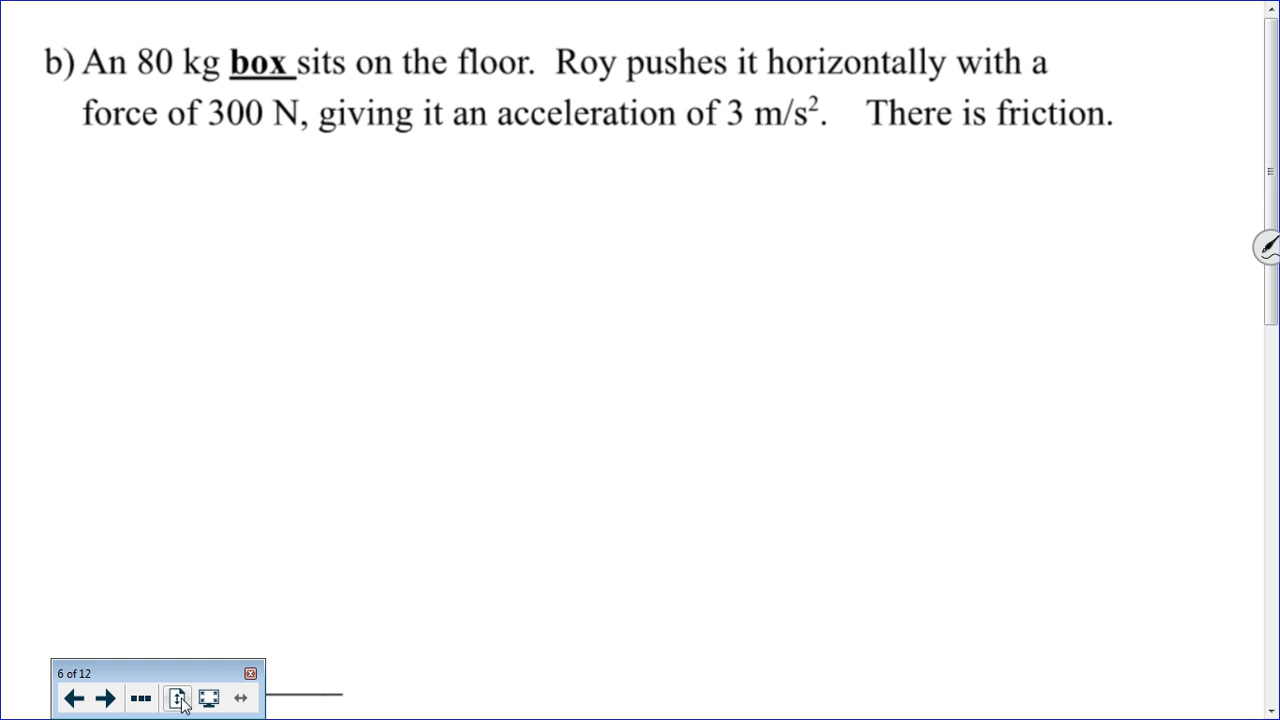 b) An 80 kg box sits on the floor.  Roy pushes it horizontally with a
force of 300 N, giving it an acceleration of 3 m/s².    There is friction.
6 of 12